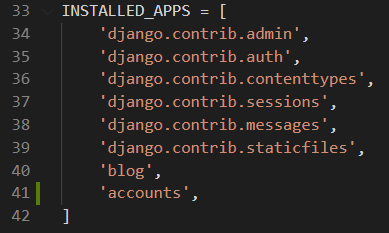 33 INSTALLED_APPS = [
34     'django.contrib.admin',
35     'django.contrib.auth',
36     'django.contrib.contenttypes',
37     'django.contrib.sessions',
38     'django.contrib.messages',
39     'django.contrib.staticfiles',
40     'blog',
41     'accounts',
42 ]